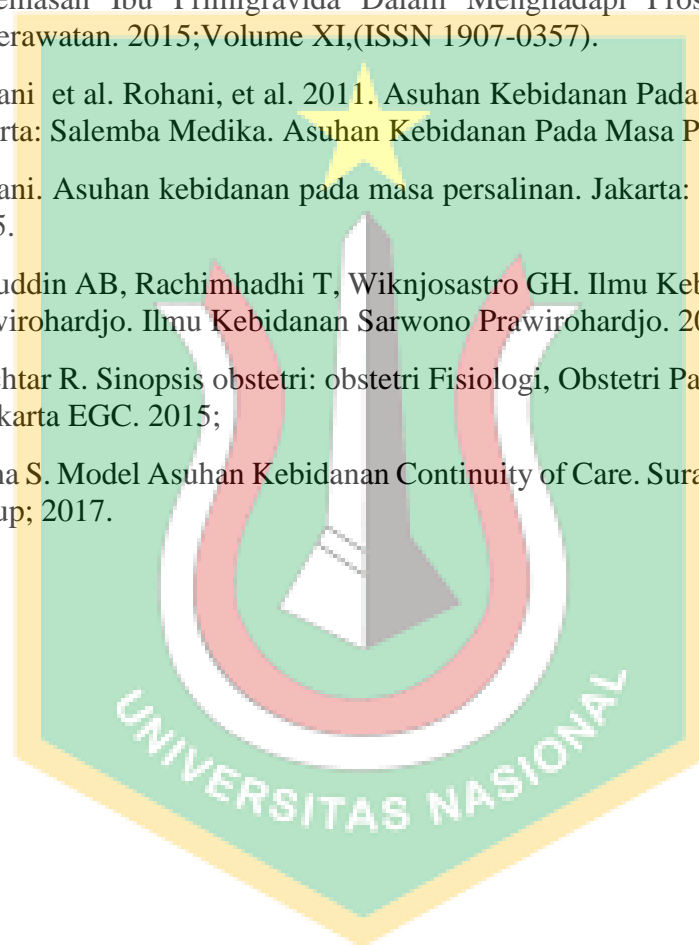 Ibu Primigravida Dalam Menghadapi
erawatan. 2015;Volume XI,(ISSN 1907-0357).
ani et al. Rohani, et al. 2011. Asuhan Kebidanan Pada
rta: Salemba Medika. Asuhan Kebidanan Pada Masa P
ani. Asuhan kebidanan pada masa persalinan. Jakarta:
5.
uddin AB, Rachimhadhi T, Wiknjosastro GH. Ilmu Keb
wirohardjo. Ilmu Kebidanan Sarwono Prawirohardjo. 20
chtar R. Sinopsis obstetri: obstetri Fisiologi, Obstetri Pa
karta EGC. 2015;
na S. Model Asuhan Kebidanan Continuity of Care. Sura
up; 2017.
UNIVERSITAS NASIONAL